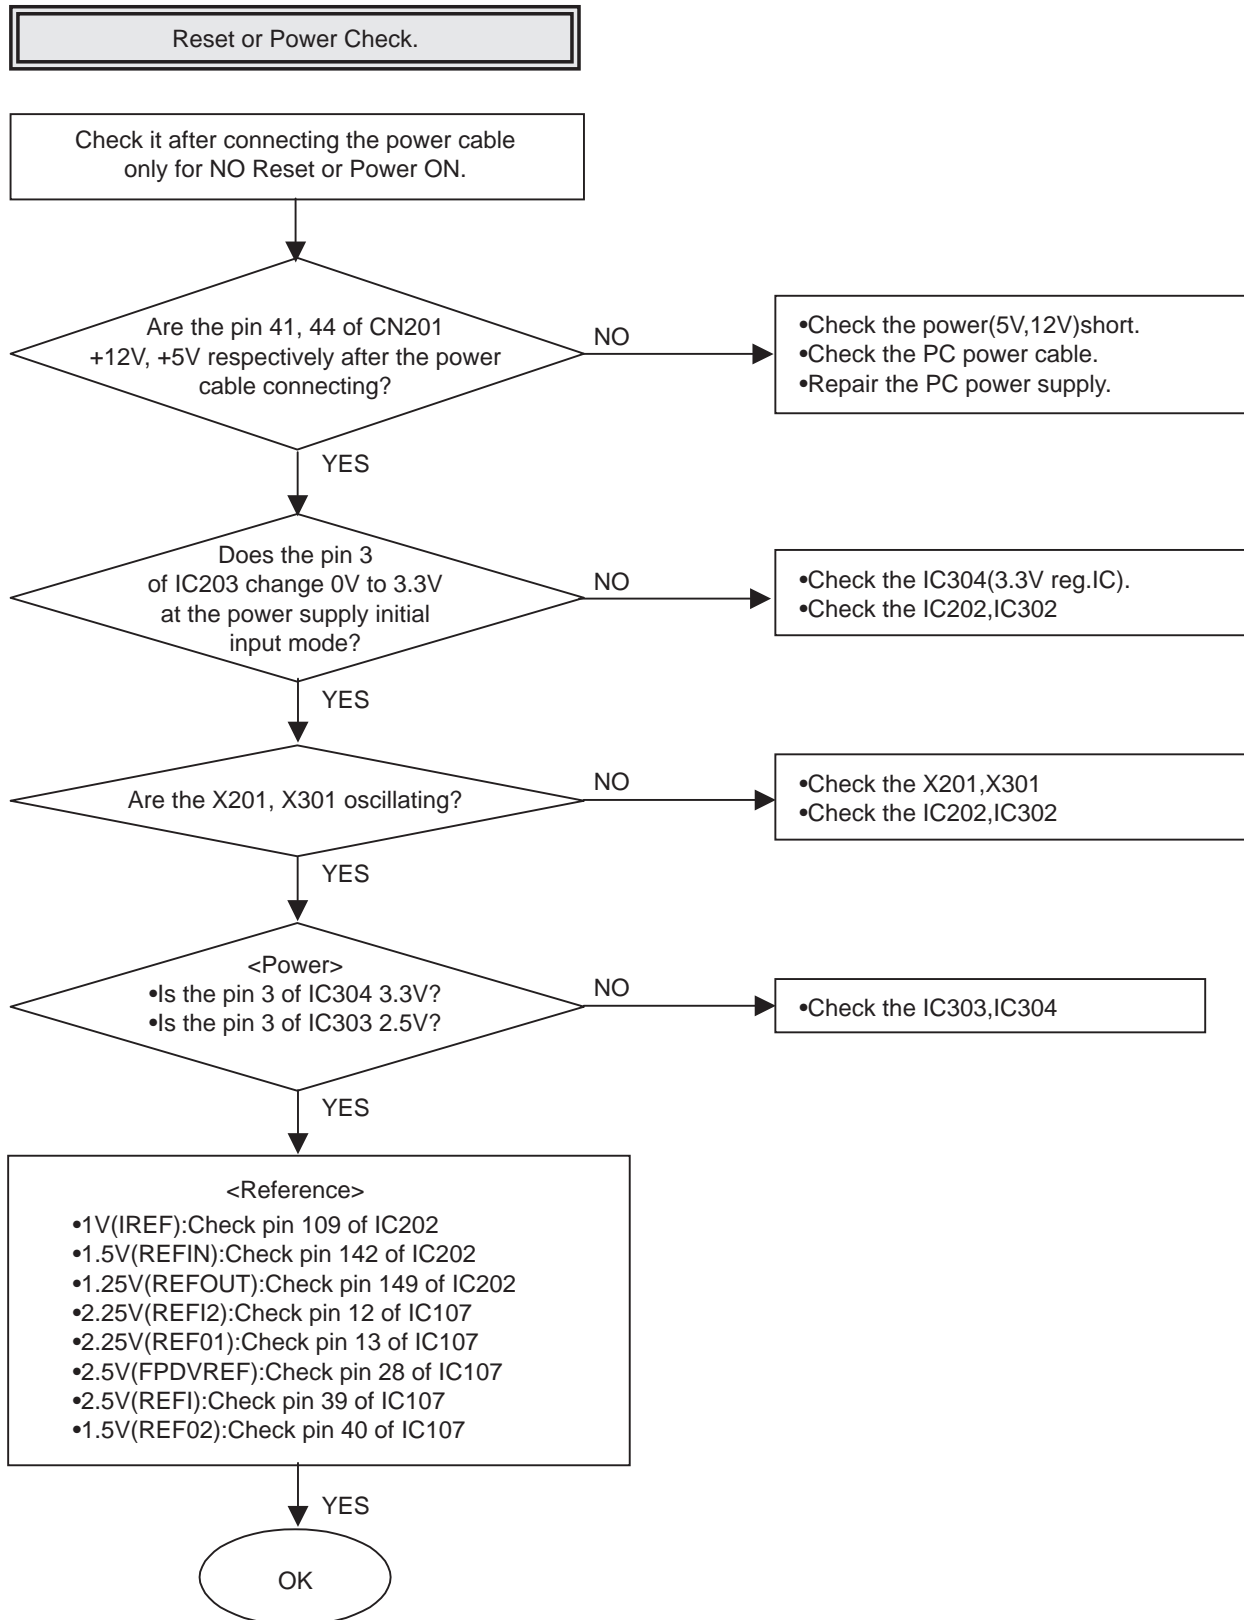 Reset or Power Check.
Check it after connecting the power cable
only for NO Reset or Power ON.
Are the pin 41, 44 of CN201
+12V, +5V respectively after the power
cable connecting?
NO
•Check the power(5V,12V)short.
•Check the PC power cable.
•Repair the PC power supply.
YES
Does the pin 3
of IC203 change 0V to 3.3V
at the power supply initial
input mode?
NO
•Check the IC304(3.3V reg.IC).
•Check the IC202,IC302
YES
Are the X201, X301 oscillating?
NO
•Check the X201,X301
•Check the IC202,IC302
YES
<Power>
•Is the pin 3 of IC304 3.3V?
•Is the pin 3 of IC303 2.5V?
NO
•Check the IC303,IC304
YES
<Reference>
•1V(IREF):Check pin 109 of IC202
•1.5V(REFIN):Check pin 142 of IC202
•1.25V(REFOUT):Check pin 149 of IC202
•2.25V(REFI2):Check pin 12 of IC107
•2.25V(REF01):Check pin 13 of IC107
•2.5V(FPDVREF):Check pin 28 of IC107
•2.5V(REFI):Check pin 39 of IC107
•1.5V(REF02):Check pin 40 of IC107
YES
OK